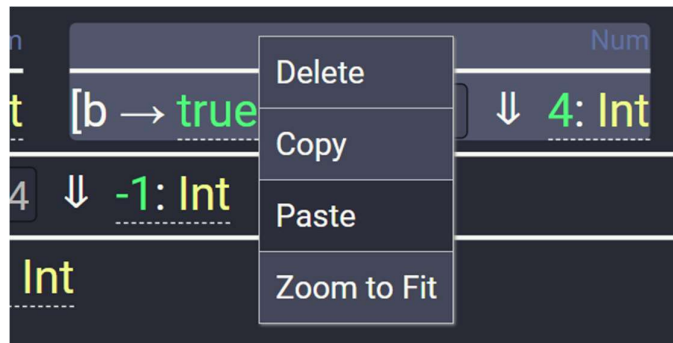 Num
[b → true ⇓ 4: Int
4 ⇓ -1: Int
Int
Delete
Copy
Paste
Zoom to Fit